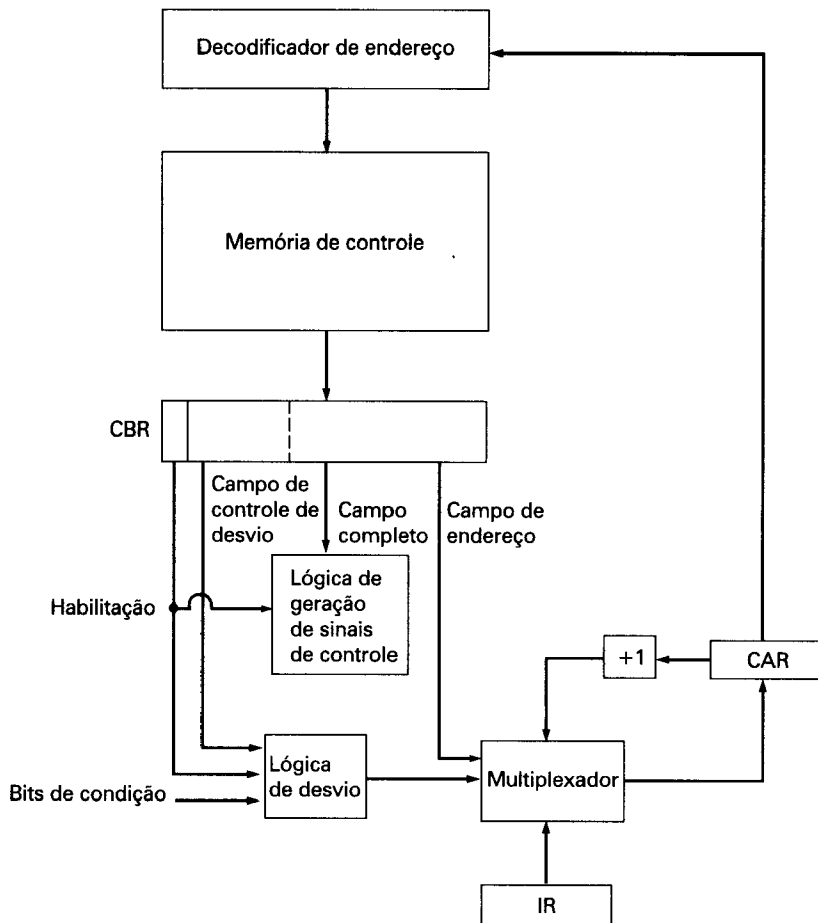 Decodificador de endereço
Memória de controle
CBR
Campo de
controle de
desvio
Campo
completo
Campo de
endereço
Habilitação
Lógica de
geração
de sinais
de controle
+1
CAR
Lógica
de desvio
Multiplexador
Bits de condição
IR